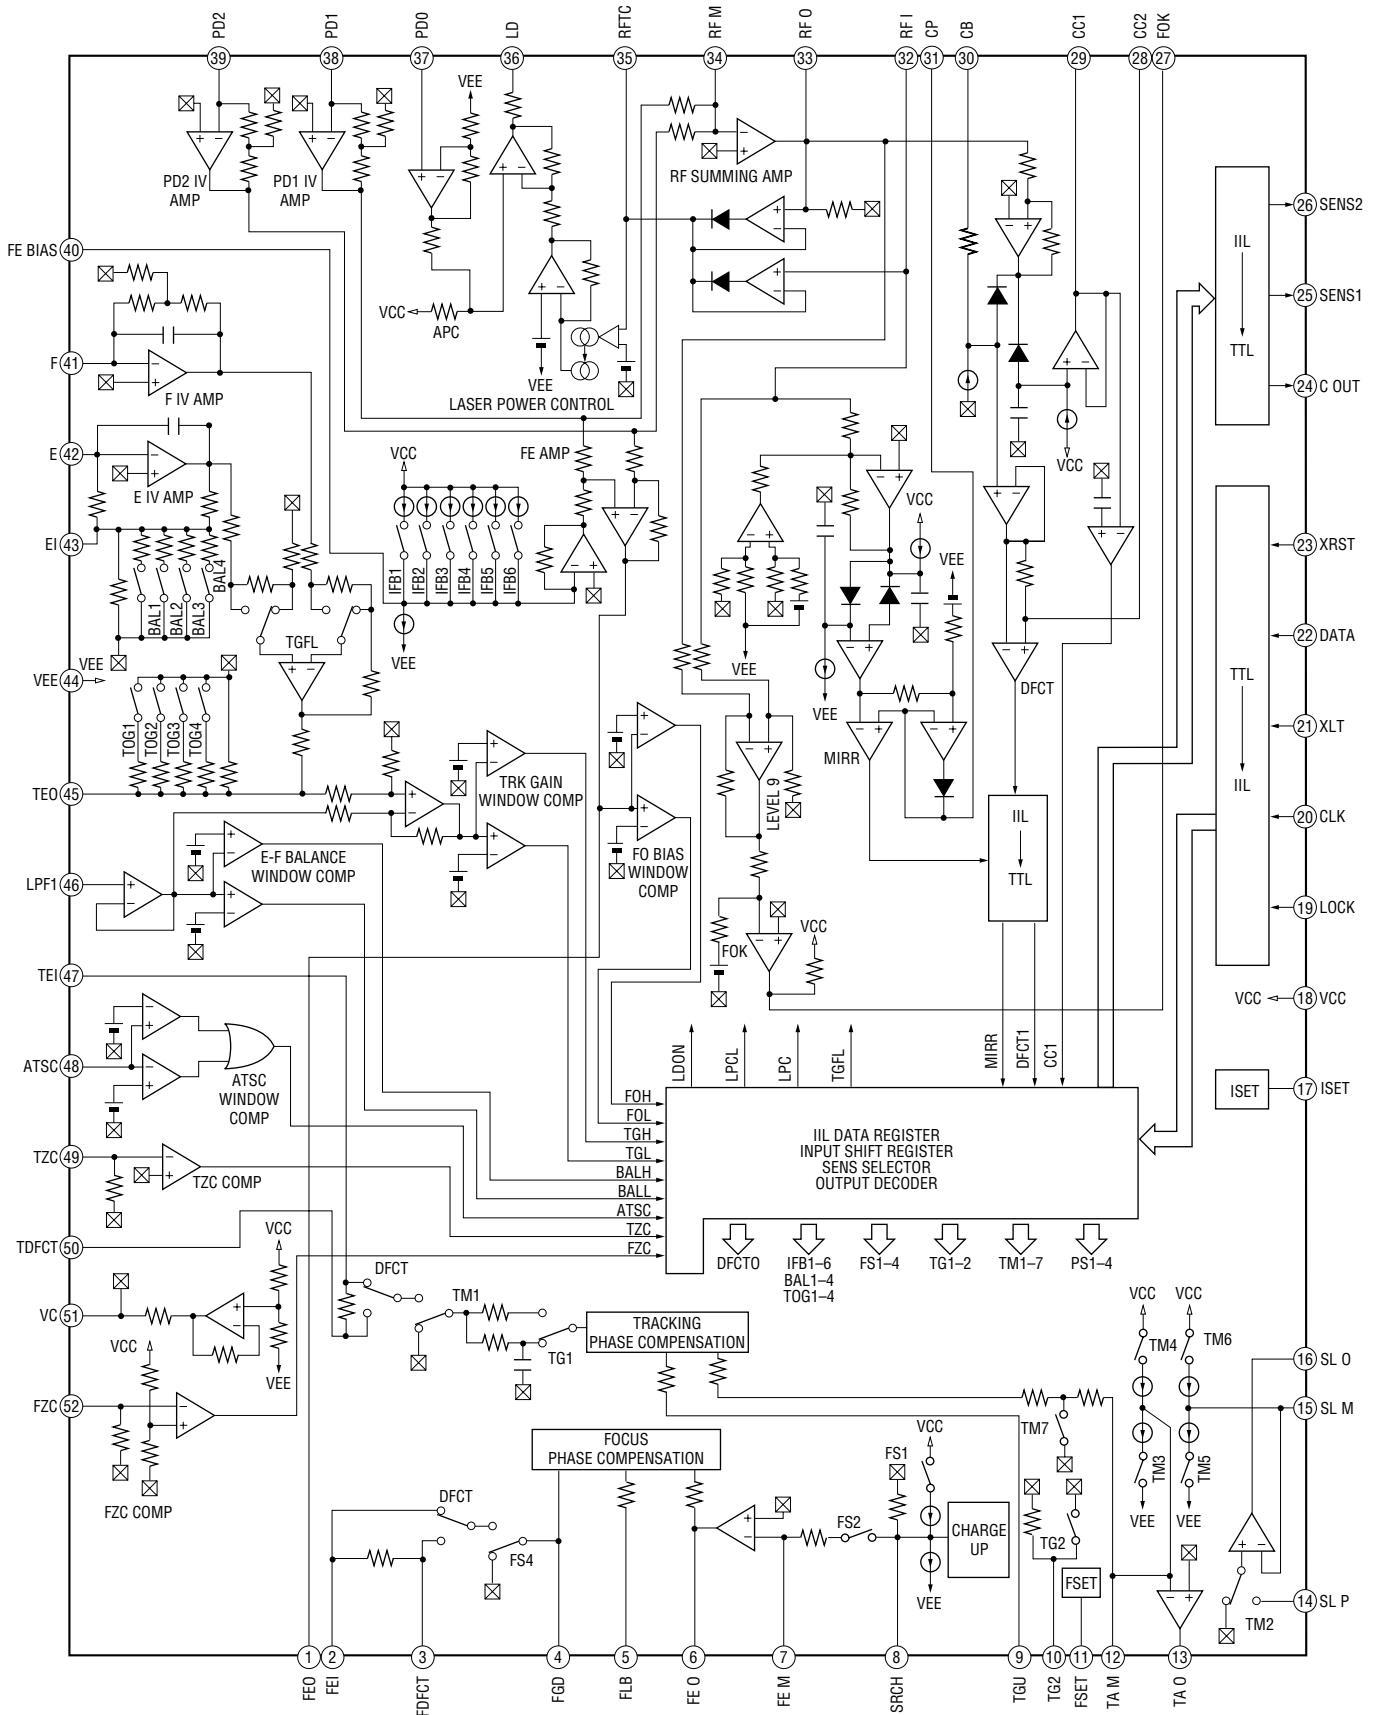 PD2
PD1
PD0
LD
RFTC
RF M
RF O
RF I
CP
CB
CC1
CC2
FOK
39
38
37
36
35
34
33
32
31
30
29
28
27
VEE
PD2 IV
AMP
PD1 IV
AMP
RF SUMMING AMP
IIL
TTL
26 SENS2
25 SENS1
24 C OUT
FE BIAS 40
VCC
APC
VEE
LASER POWER CONTROL
F 41
F IV AMP
E 42
E IV AMP
EI 43
BAL1
BAL2
BAL3
BAL4
TGFL
VCC
FE AMP
IFB1
IFB2
IFB3
IFB4
IFB5
IFB6
VEE
VCC
VCC
VEE
VEE
VEE
MIRR
DFCT
23 XRST
22 DATA
TTL
IIL
21 XLT
20 CLK
19 LOCK
VEE
VEE 44
TOG1
TOG2
TOG3
TOG4
TEO 45
TRK GAIN
WINDOW COMP
LEVEL 9
IIL
TTL
E-F BALANCE
WINDOW COMP
FO BIAS
WINDOW
COMP
LPF1 46
FOK
VCC
TEI 47
VCC
18 VCC
ATSC 48
ATSC
WINDOW
COMP
LDON
LPCL
LPC
TGFL
MIRR
DFCT1
CC1
ISET
17 ISET
FOH
FOL
TGH
TGL
BALH
BALL
ATSC
TZC
FZC
IIL DATA REGISTER
INPUT SHIFT REGISTER
SENS SELECTOR
OUTPUT DECODER
TZC 49
TZC COMP
TDFCT 50
VCC
DFCTO
IFB1–6
BAL1–4
TOG1–4
FS1–4
TG1–2
TM1–7
PS1–4
VC 51
VCC
VEE
DFCT
TM1
TG1
TRACKING
PHASE COMPENSATION
VCC
VCC
TM4
TM6
16 SL O
15 SL M
FZC 52
FZC COMP
FOCUS
PHASE COMPENSATION
FS1
VCC
TM7
TM3
TM5
VEE
VEE
DFCT
FS4
FS2
CHARGE
UP
VEE
TG2
FSET
TM2
14 SL P
1
2
3
4
5
6
7
8
9
10
11
12
13
FEO
FEI
FDFCT
FGD
FLB
FE O
FE M
SRCH
TGU
TG2
FSET
TA M
TA O